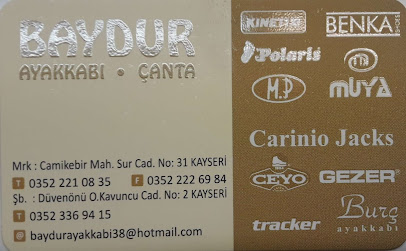 BAYDUR
AYAKKABI • ÇANTA
Mrk : Camikebir Mah. Sur Cad. No: 31 KAYSERİ
T 0352 221 08 35 F 0352 222 69 84
Şb. : Düvenönü O.Kavuncu Cad. No: 2 KAYSERİ
T 0352 336 94 15
@ baydurayakkabi38@hotmail.com
KINETIX
BENKA
SHOES
Polaris
M.P
MUYA
Carinio Jacks
CEYO
GEZER
tracker
Burç
ayakkabı